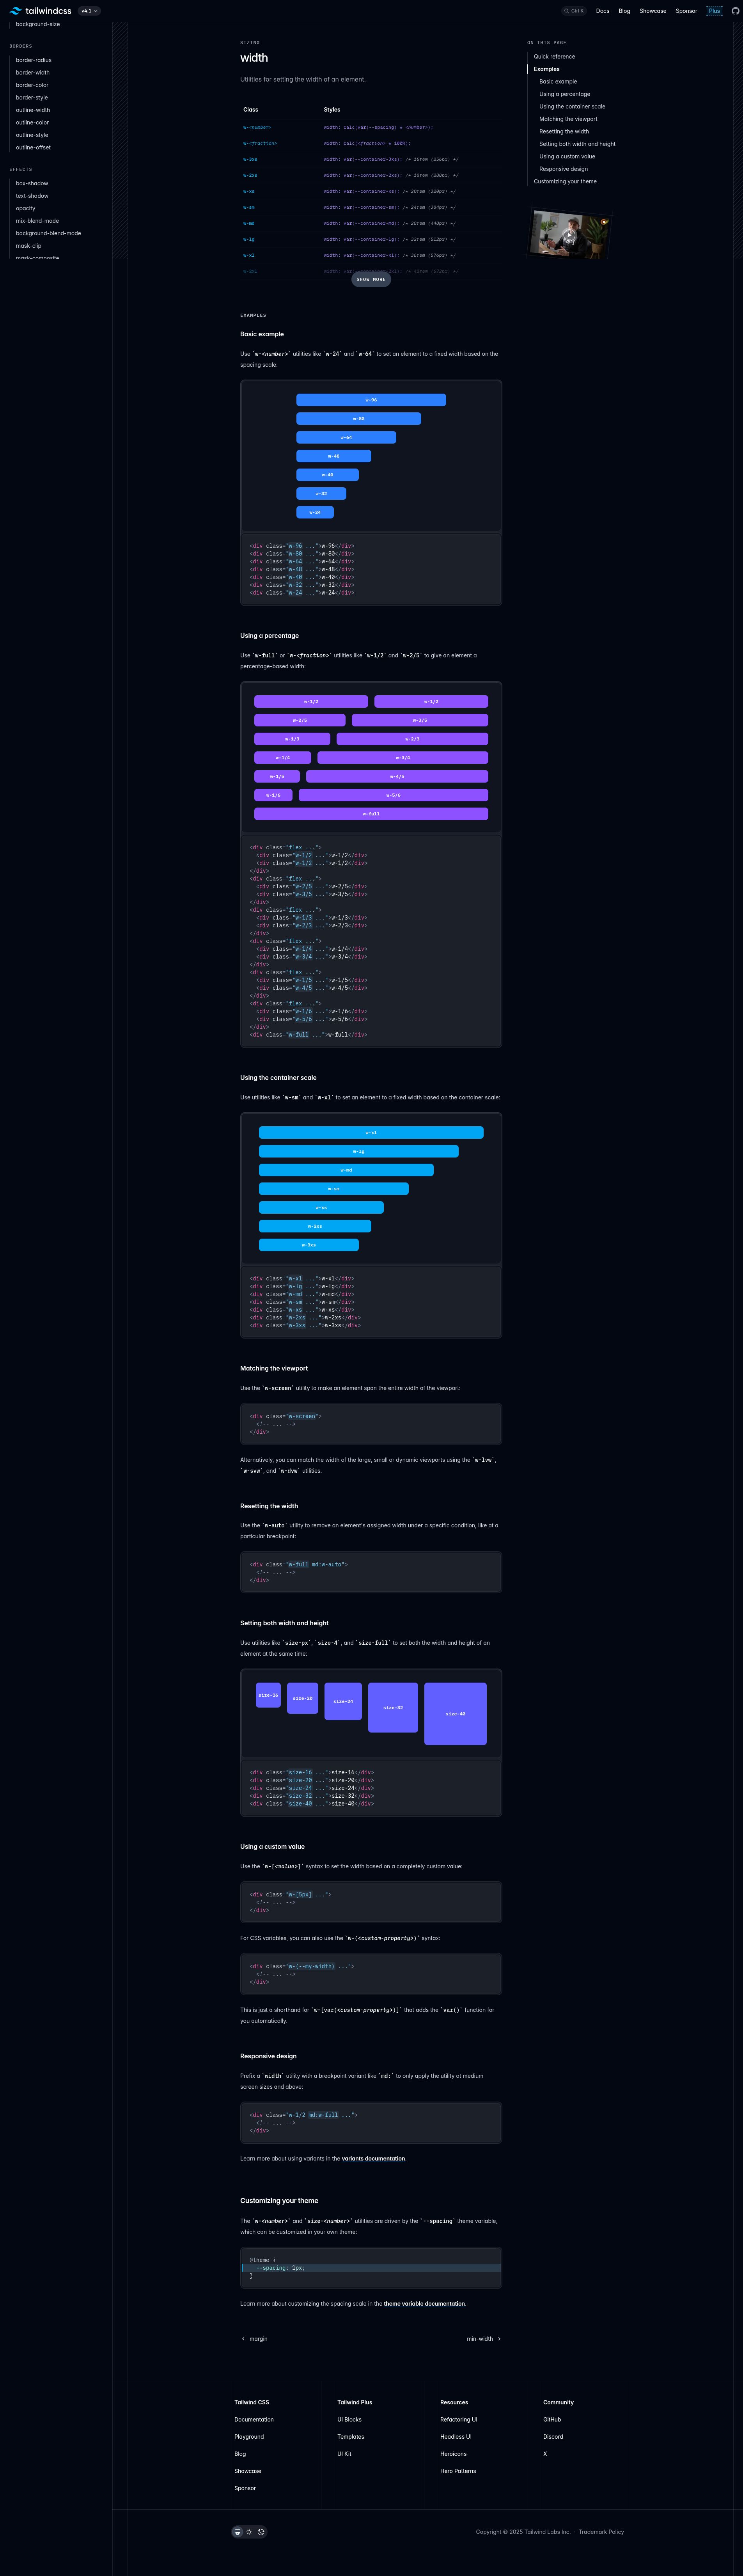 tailwindcss
v4.1
Ctrl K
Docs
Blog
Showcase
Sponsor
Plus
background-size
BORDERS
border-radius
border-width
border-color
border-style
outline-width
outline-color
outline-style
outline-offset
EFFECTS
box-shadow
text-shadow
opacity
mix-blend-mode
background-blend-mode
mask-clip
mask-composite
SIZING
width
Utilities for setting the width of an element.
Class Styles
w-<number> width: calc(var(--spacing) * <number>);
w-<fraction> width: calc(<fraction> * 100%);
w-3xs width: var(--container-3xs); /* 16rem (256px) */
w-2xs width: var(--container-2xs); /* 18rem (288px) */
w-xs width: var(--container-xs); /* 20rem (320px) */
w-sm width: var(--container-sm); /* 24rem (384px) */
w-md width: var(--container-md); /* 28rem (448px) */
w-lg width: var(--container-lg); /* 32rem (512px) */
w-xl width: var(--container-xl); /* 36rem (576px) */
w-2xl width: var(--container-2xl); /* 42rem (672px) */
SHOW MORE
EXAMPLES
Basic example
Use `w-<number>` utilities like `w-24` and `w-64` to set an element to a fixed width based on the
spacing scale:
w-96
w-80
w-64
w-48
w-40
w-32
w-24
<div class="w-96 ...">w-96</div>
<div class="w-80 ...">w-80</div>
<div class="w-64 ...">w-64</div>
<div class="w-48 ...">w-48</div>
<div class="w-40 ...">w-40</div>
<div class="w-32 ...">w-32</div>
<div class="w-24 ...">w-24</div>
Using a percentage
Use `w-full` or `w-<fraction>` utilities like `w-1/2` and `w-2/5` to give an element a
percentage-based width:
w-1/2 w-1/2
w-2/5 w-3/5
w-1/3 w-2/3
w-1/4 w-3/4
w-1/5 w-4/5
w-1/6 w-5/6
w-full
<div class="flex ...">
<div class="w-1/2 ...">w-1/2</div>
<div class="w-1/2 ...">w-1/2</div>
</div>
<div class="flex ...">
<div class="w-2/5 ...">w-2/5</div>
<div class="w-3/5 ...">w-3/5</div>
</div>
<div class="flex ...">
<div class="w-1/3 ...">w-1/3</div>
<div class="w-2/3 ...">w-2/3</div>
</div>
<div class="flex ...">
<div class="w-1/4 ...">w-1/4</div>
<div class="w-3/4 ...">w-3/4</div>
</div>
<div class="flex ...">
<div class="w-1/5 ...">w-1/5</div>
<div class="w-4/5 ...">w-4/5</div>
</div>
<div class="flex ...">
<div class="w-1/6 ...">w-1/6</div>
<div class="w-5/6 ...">w-5/6</div>
</div>
<div class="w-full ...">w-full</div>
Using the container scale
Use utilities like `w-sm` and `w-xl` to set an element to a fixed width based on the container scale:
w-xl
w-lg
w-md
w-sm
w-xs
w-2xs
w-3xs
<div class="w-xl ...">w-xl</div>
<div class="w-lg ...">w-lg</div>
<div class="w-md ...">w-md</div>
<div class="w-sm ...">w-sm</div>
<div class="w-xs ...">w-xs</div>
<div class="w-2xs ...">w-2xs</div>
<div class="w-3xs ...">w-3xs</div>
Matching the viewport
Use the `w-screen` utility to make an element span the entire width of the viewport:
<div class="w-screen">
<!-- ... -->
</div>
Alternatively, you can match the width of the large, small or dynamic viewports using the `w-lvw`,
`w-svw`, and `w-dvw` utilities.
Resetting the width
Use the `w-auto` utility to remove an element's assigned width under a specific condition, like at a
particular breakpoint:
<div class="w-full md:w-auto">
<!-- ... -->
</div>
Setting both width and height
Use utilities like `size-px`, `size-4`, and `size-full` to set both the width and height of an
element at the same time:
size-16 size-20 size-24 size-32 size-40
<div class="size-16 ...">size-16</div>
<div class="size-20 ...">size-20</div>
<div class="size-24 ...">size-24</div>
<div class="size-32 ...">size-32</div>
<div class="size-40 ...">size-40</div>
Using a custom value
Use the `w-[<value>]` syntax to set the width based on a completely custom value:
<div class="w-[5px] ...">
<!-- ... -->
</div>
For CSS variables, you can also use the `w-(<custom-property>)` syntax:
<div class="w-(--my-width) ...">
<!-- ... -->
</div>
This is just a shorthand for `w-[var(<custom-property>)]` that adds the `var()` function for
you automatically.
Responsive design
Prefix a `width` utility with a breakpoint variant like `md:` to only apply the utility at medium
screen sizes and above:
<div class="w-1/2 md:w-full ...">
<!-- ... -->
</div>
Learn more about using variants in the variants documentation.
Customizing your theme
The `w-<number>` and `size-<number>` utilities are driven by the `--spacing` theme variable,
which can be customized in your own theme:
@theme {
--spacing: 1px;
}
Learn more about customizing the spacing scale in the theme variable documentation.
margin
min-width
ON THIS PAGE
Quick reference
Examples
Basic example
Using a percentage
Using the container scale
Matching the viewport
Resetting the width
Setting both width and height
Using a custom value
Responsive design
Customizing your theme
Tailwind CSS
Documentation
Playground
Blog
Showcase
Sponsor
Tailwind Plus
UI Blocks
Templates
UI Kit
Resources
Refactoring UI
Headless UI
Heroicons
Hero Patterns
Community
GitHub
Discord
X
Copyright © 2025 Tailwind Labs Inc. · Trademark Policy